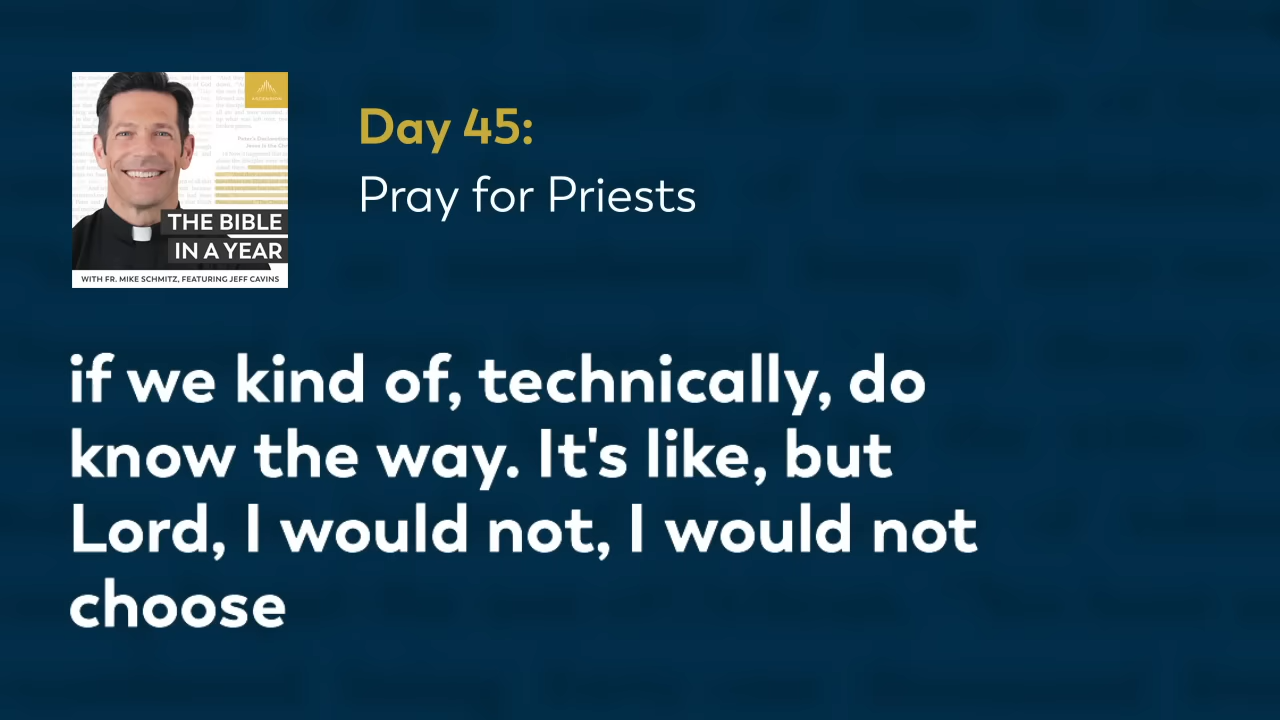 THE BIBLE
IN A YEAR
WITH FR. MIKE SCHMITZ, FEATURING JEFF CAVINS
Day 45:
Pray for Priests
if we kind of, technically, do
know the way. It's like, but
Lord, I would not, I would not
choose